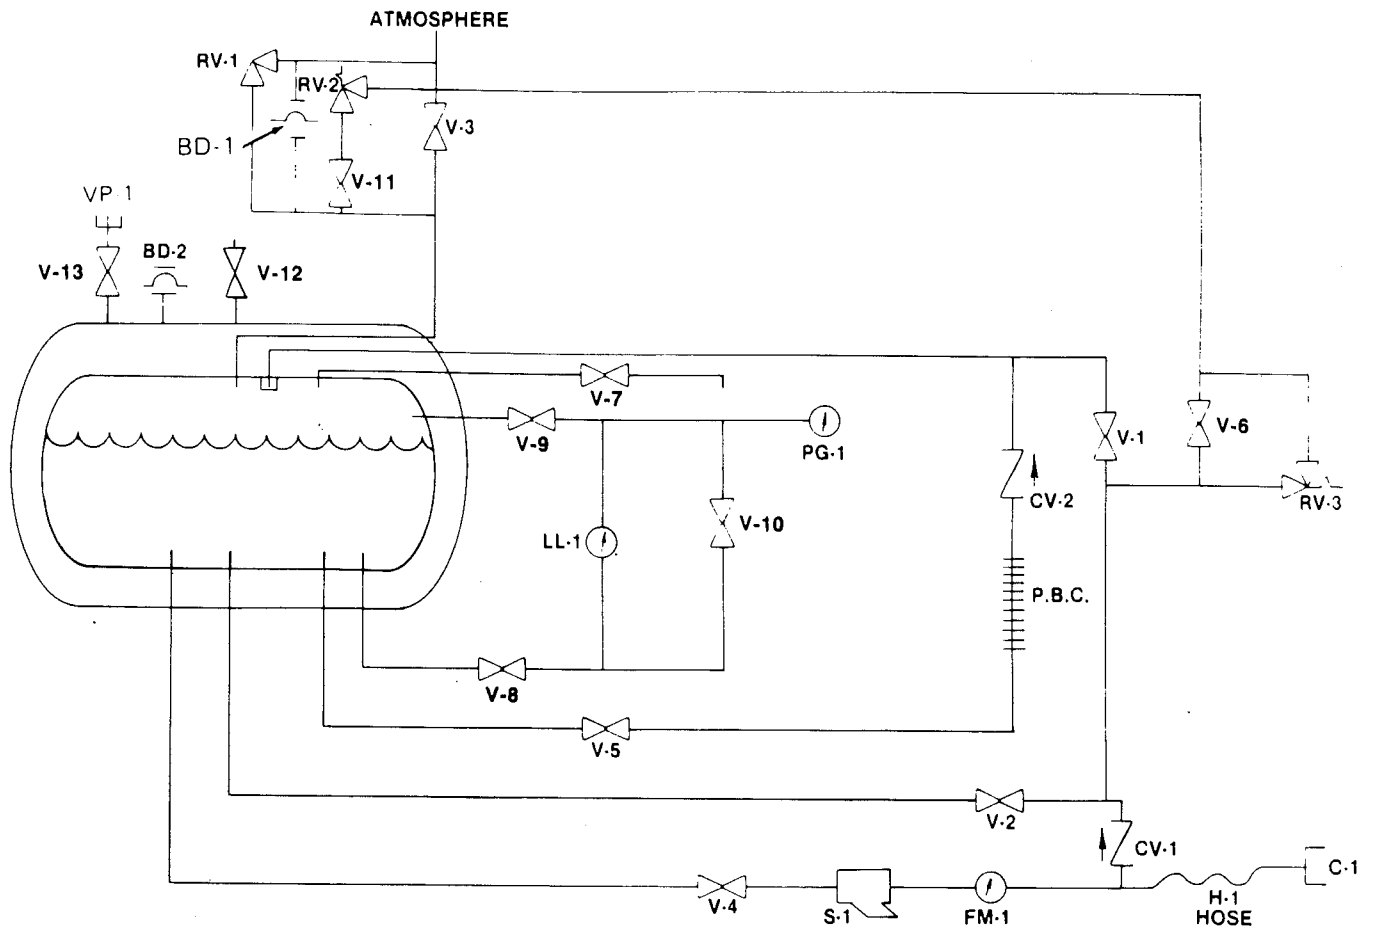 ATMOSPHERE
RV·1
RV·2
V·3
BD-1
V-11
VP·1
BD·2
V-13
V-12
V-7
V-9
PG·1
V·1
V-6
CV·2
RV·3
V-10
LL·1
P.B.C.
V-8
V·5
V·2
CV·1
C·1
V·4
S·1
FM·1
H·1
HOSE